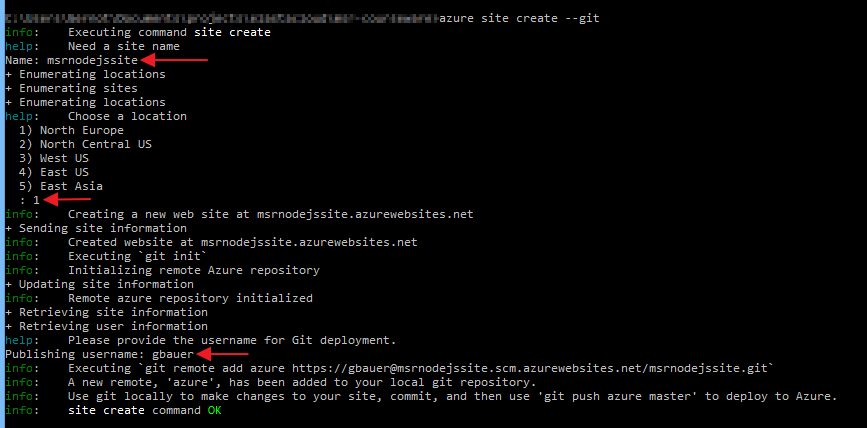 azure site create --git
info:    Executing command site create
help:    Need a site name
Name: msrnodejssite
+ Enumerating locations
+ Enumerating sites
+ Enumerating locations
help:    Choose a location
  1) North Europe
  2) North Central US
  3) West US
  4) East US
  5) East Asia
  : 1
info:    Creating a new web site at msrnodejssite.azurewebsites.net
+ Sending site information
info:    Created website at msrnodejssite.azurewebsites.net
info:    Executing `git init`
info:    Initializing remote Azure repository
+ Updating site information
info:    Remote azure repository initialized
+ Retrieving site information
+ Retrieving user information
help:    Please provide the username for Git deployment.
Publishing username: gbauer
info:    Executing `git remote add azure https://gbauer@msrnodejssite.scm.azurewebsites.net/msrnodejssite.git`
info:    A new remote, 'azure', has been added to your local git repository.
info:    Use git locally to make changes to your site, commit, and then use 'git push azure master' to deploy to Azure.
info:    site create command OK